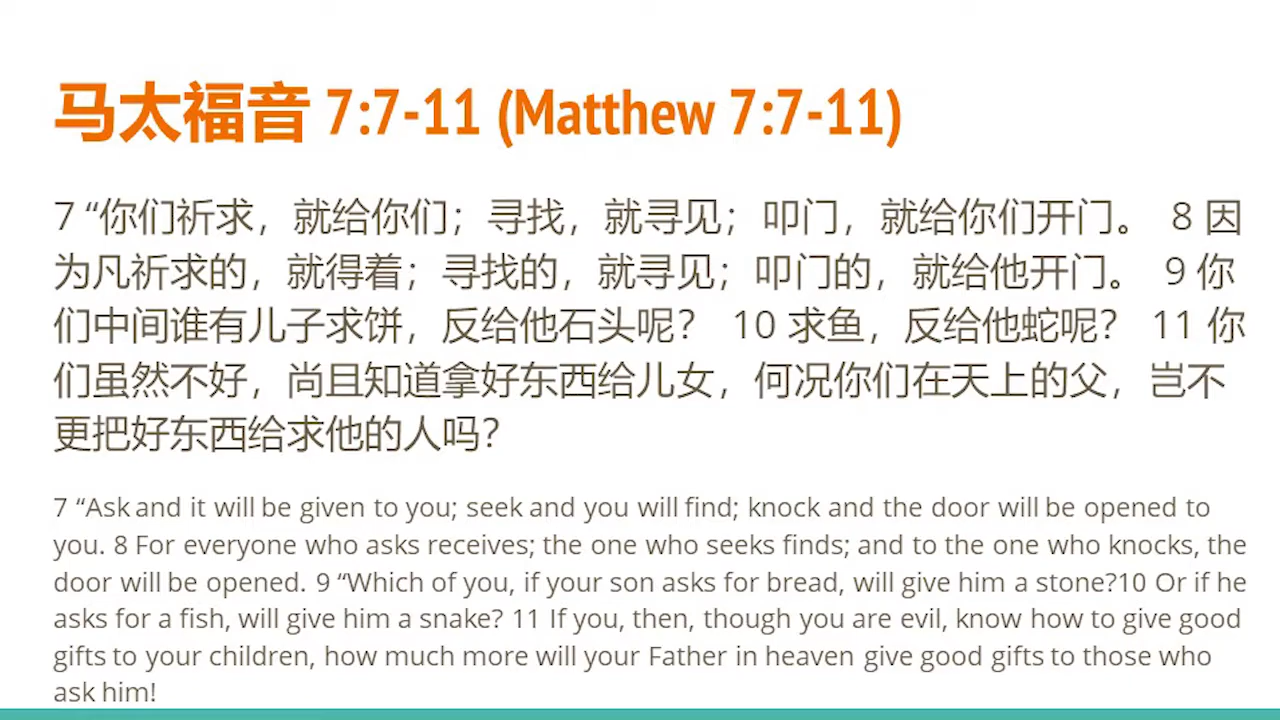 马太福音 7:7-11 (Matthew 7:7-11)
7 “你们祈求，就给你们；寻找，就寻见；叩门，就给你们开门。 8 因
为凡祈求的，就得着；寻找的，就寻见；叩门的，就给他开门。 9 你
们中间谁有儿子求饼，反给他石头呢？ 10 求鱼，反给他蛇呢？ 11 你
们虽然不好，尚且知道拿好东西给儿女，何况你们在天上的父，岂不
更把好东西给求他的人吗？
7 “Ask and it will be given to you; seek and you will find; knock and the door will be opened to
you. 8 For everyone who asks receives; the one who seeks finds; and to the one who knocks, the
door will be opened. 9 “Which of you, if your son asks for bread, will give him a stone?10 Or if he
asks for a fish, will give him a snake? 11 If you, then, though you are evil, know how to give good
gifts to your children, how much more will your Father in heaven give good gifts to those who
ask him!